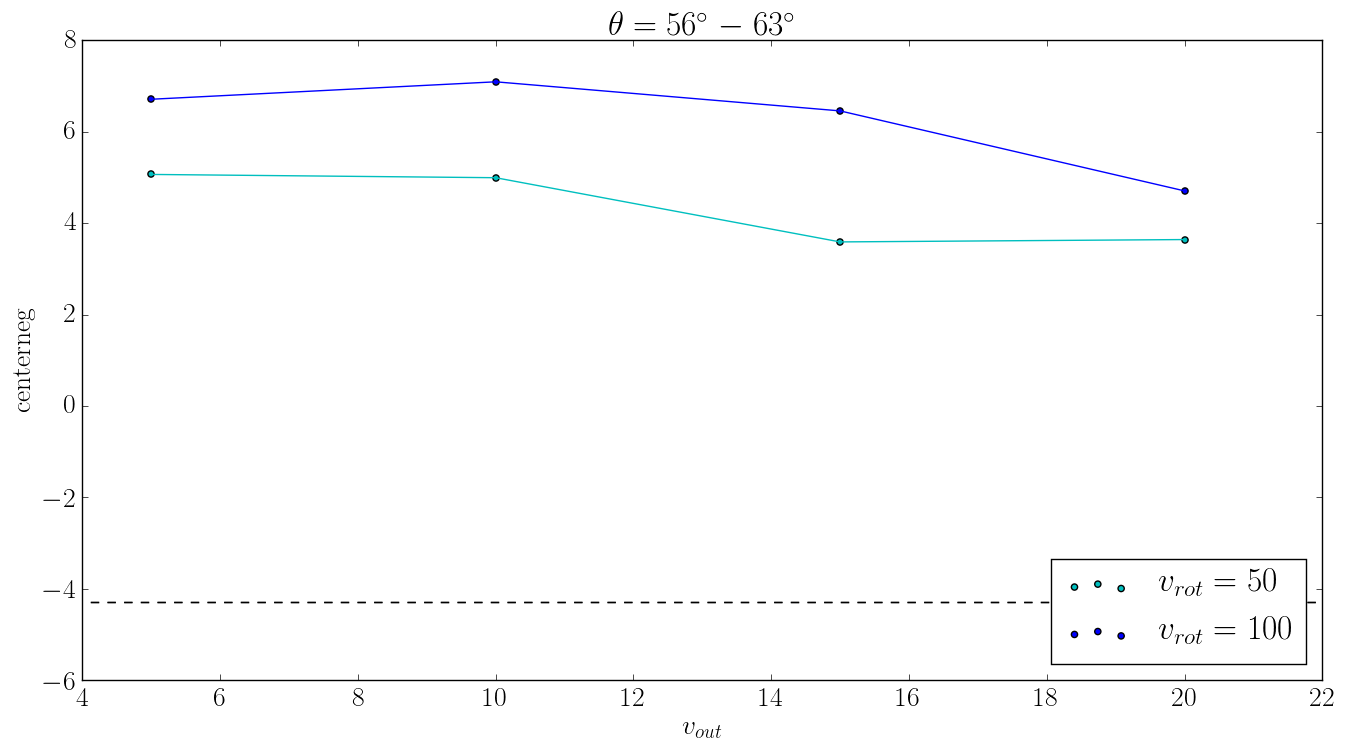 θ = 56° − 63°
8
6
4
2
0
−2
−4
−6
centerneg
4 6 8 10 12 14 16 18 20 22
v_out
v_rot = 50
v_rot = 100